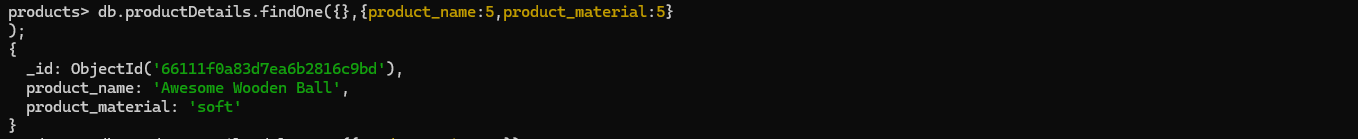 products> db.productDetails.findOne({},{product_name:5,product_material:5}
);
{
  _id: ObjectId('66111f0a83d7ea6b2816c9bd'),
  product_name: 'Awesome Wooden Ball',
  product_material: 'soft'
}